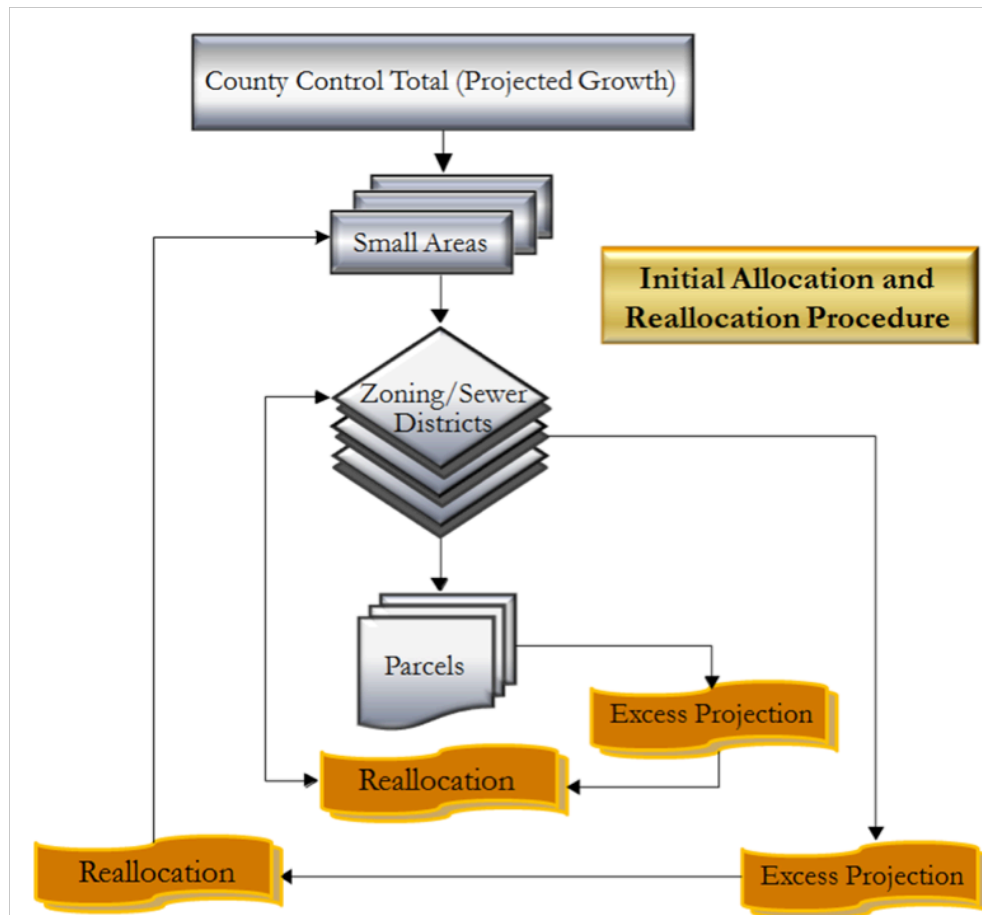 County Control Total (Projected Growth)
Small Areas
Initial Allocation and
Reallocation Procedure
Zoning/Sewer
Districts
Parcels
Excess Projection
Reallocation
Reallocation
Excess Projection